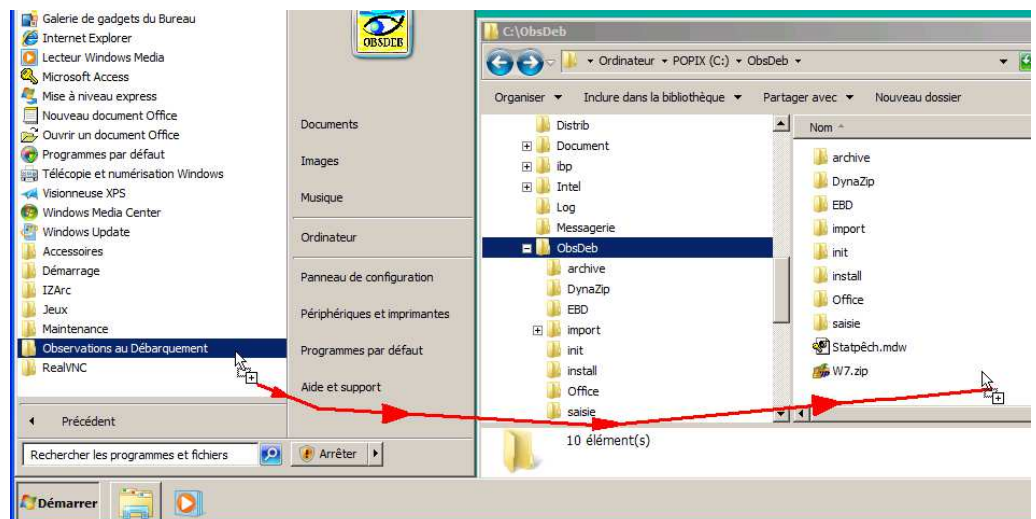 Galerie de gadgets du Bureau
Internet Explorer
Lecteur Windows Media
Microsoft Access
Mise à niveau express
Nouveau document Office
Ouvrir un document Office
Programmes par défaut
Télécopie et numérisation Windows
Visionneuse XPS
Windows Media Center
Windows Update
Accessoires
Démarrage
IZArc
Jeux
Maintenance
Observations au Débarquement
RealVNC
Précédent
Rechercher les programmes et fichiers
OBSDEB
Documents
Images
Musique
Ordinateur
Panneau de configuration
Périphériques et imprimantes
Programmes par défaut
Aide et support
Arrêter
Démarrer
C:\ObsDeb
Ordinateur POPIX (C:) ObsDeb
Organiser Inclure dans la bibliothèque Partager avec Nouveau dossier
Distrib
Document
ibp
Intel
Log
Messagerie
ObsDeb
archive
DynaZip
EBD
import
init
install
Office
saisie
Nom
archive
DynaZip
EBD
import
init
install
Office
saisie
Statpêch.mdw
W7.zip
10 élément(s)